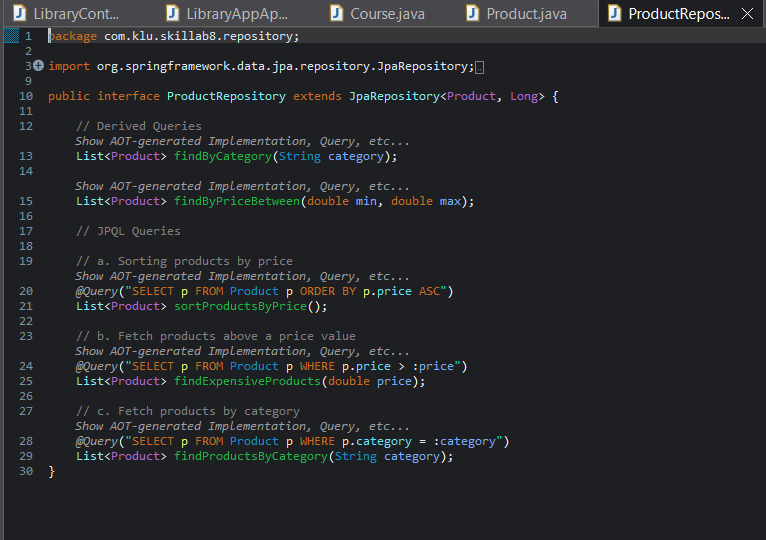 LibraryCont...
LibraryAppAp...
Course.java
Product.java
ProductRepos...
1 package com.klu.skillab8.repository;
2
3 import org.springframework.data.jpa.repository.JpaRepository;
9
10 public interface ProductRepository extends JpaRepository<Product, Long> {
11
12 // Derived Queries
Show AOT-generated Implementation, Query, etc...
13 List<Product> findByCategory(String category);
14
Show AOT-generated Implementation, Query, etc...
15 List<Product> findByPriceBetween(double min, double max);
16
17 // JPQL Queries
18
19 // a. Sorting products by price
Show AOT-generated Implementation, Query, etc...
20 @Query("SELECT p FROM Product p ORDER BY p.price ASC")
21 List<Product> sortProductsByPrice();
22
23 // b. Fetch products above a price value
Show AOT-generated Implementation, Query, etc...
24 @Query("SELECT p FROM Product p WHERE p.price > :price")
25 List<Product> findExpensiveProducts(double price);
26
27 // c. Fetch products by category
Show AOT-generated Implementation, Query, etc...
28 @Query("SELECT p FROM Product p WHERE p.category = :category")
29 List<Product> findProductsByCategory(String category);
30 }